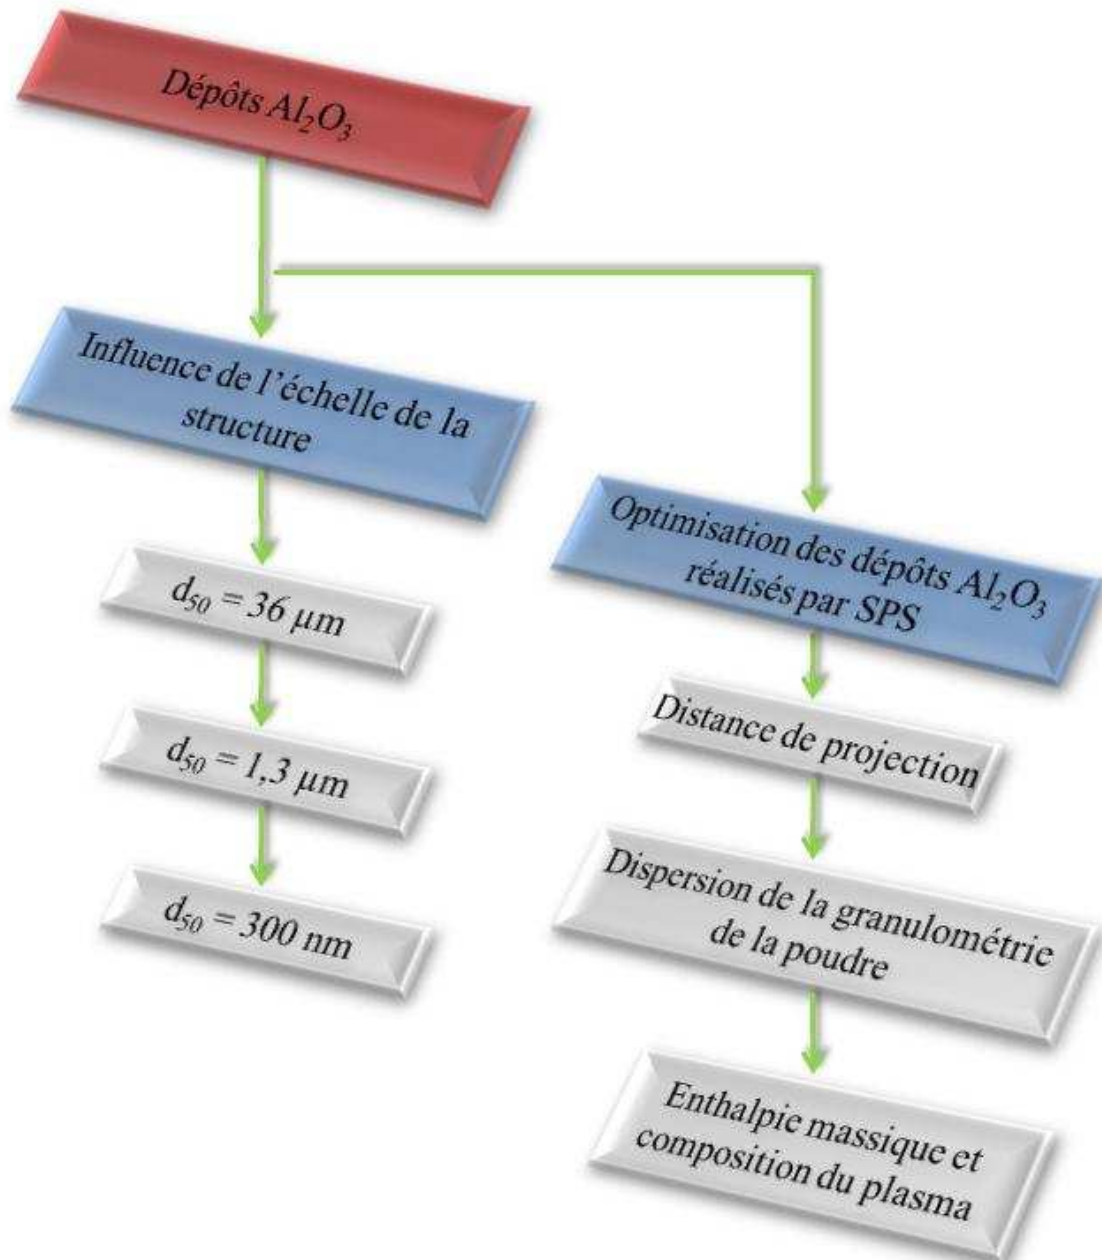 Dépôts Al₂O₃
Influence de l'échelle de la
structure
d₅₀ = 36 µm
d₅₀ = 1,3 µm
d₅₀ = 300 nm
Optimisation des dépôts Al₂O₃
réalisés par SPS
Distance de projection
Dispersion de la granulométrie
de la poudre
Enthalpie massique et
composition du plasma